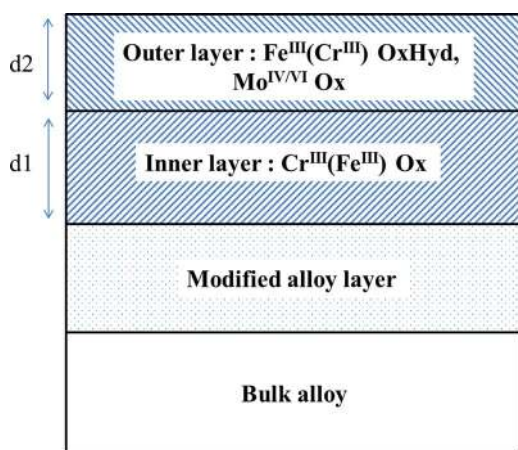 d2
Outer layer : Fe^III(Cr^III) OxHyd,
Mo^IV/VI Ox
d1
Inner layer : Cr^III(Fe^III) Ox
Modified alloy layer
Bulk alloy